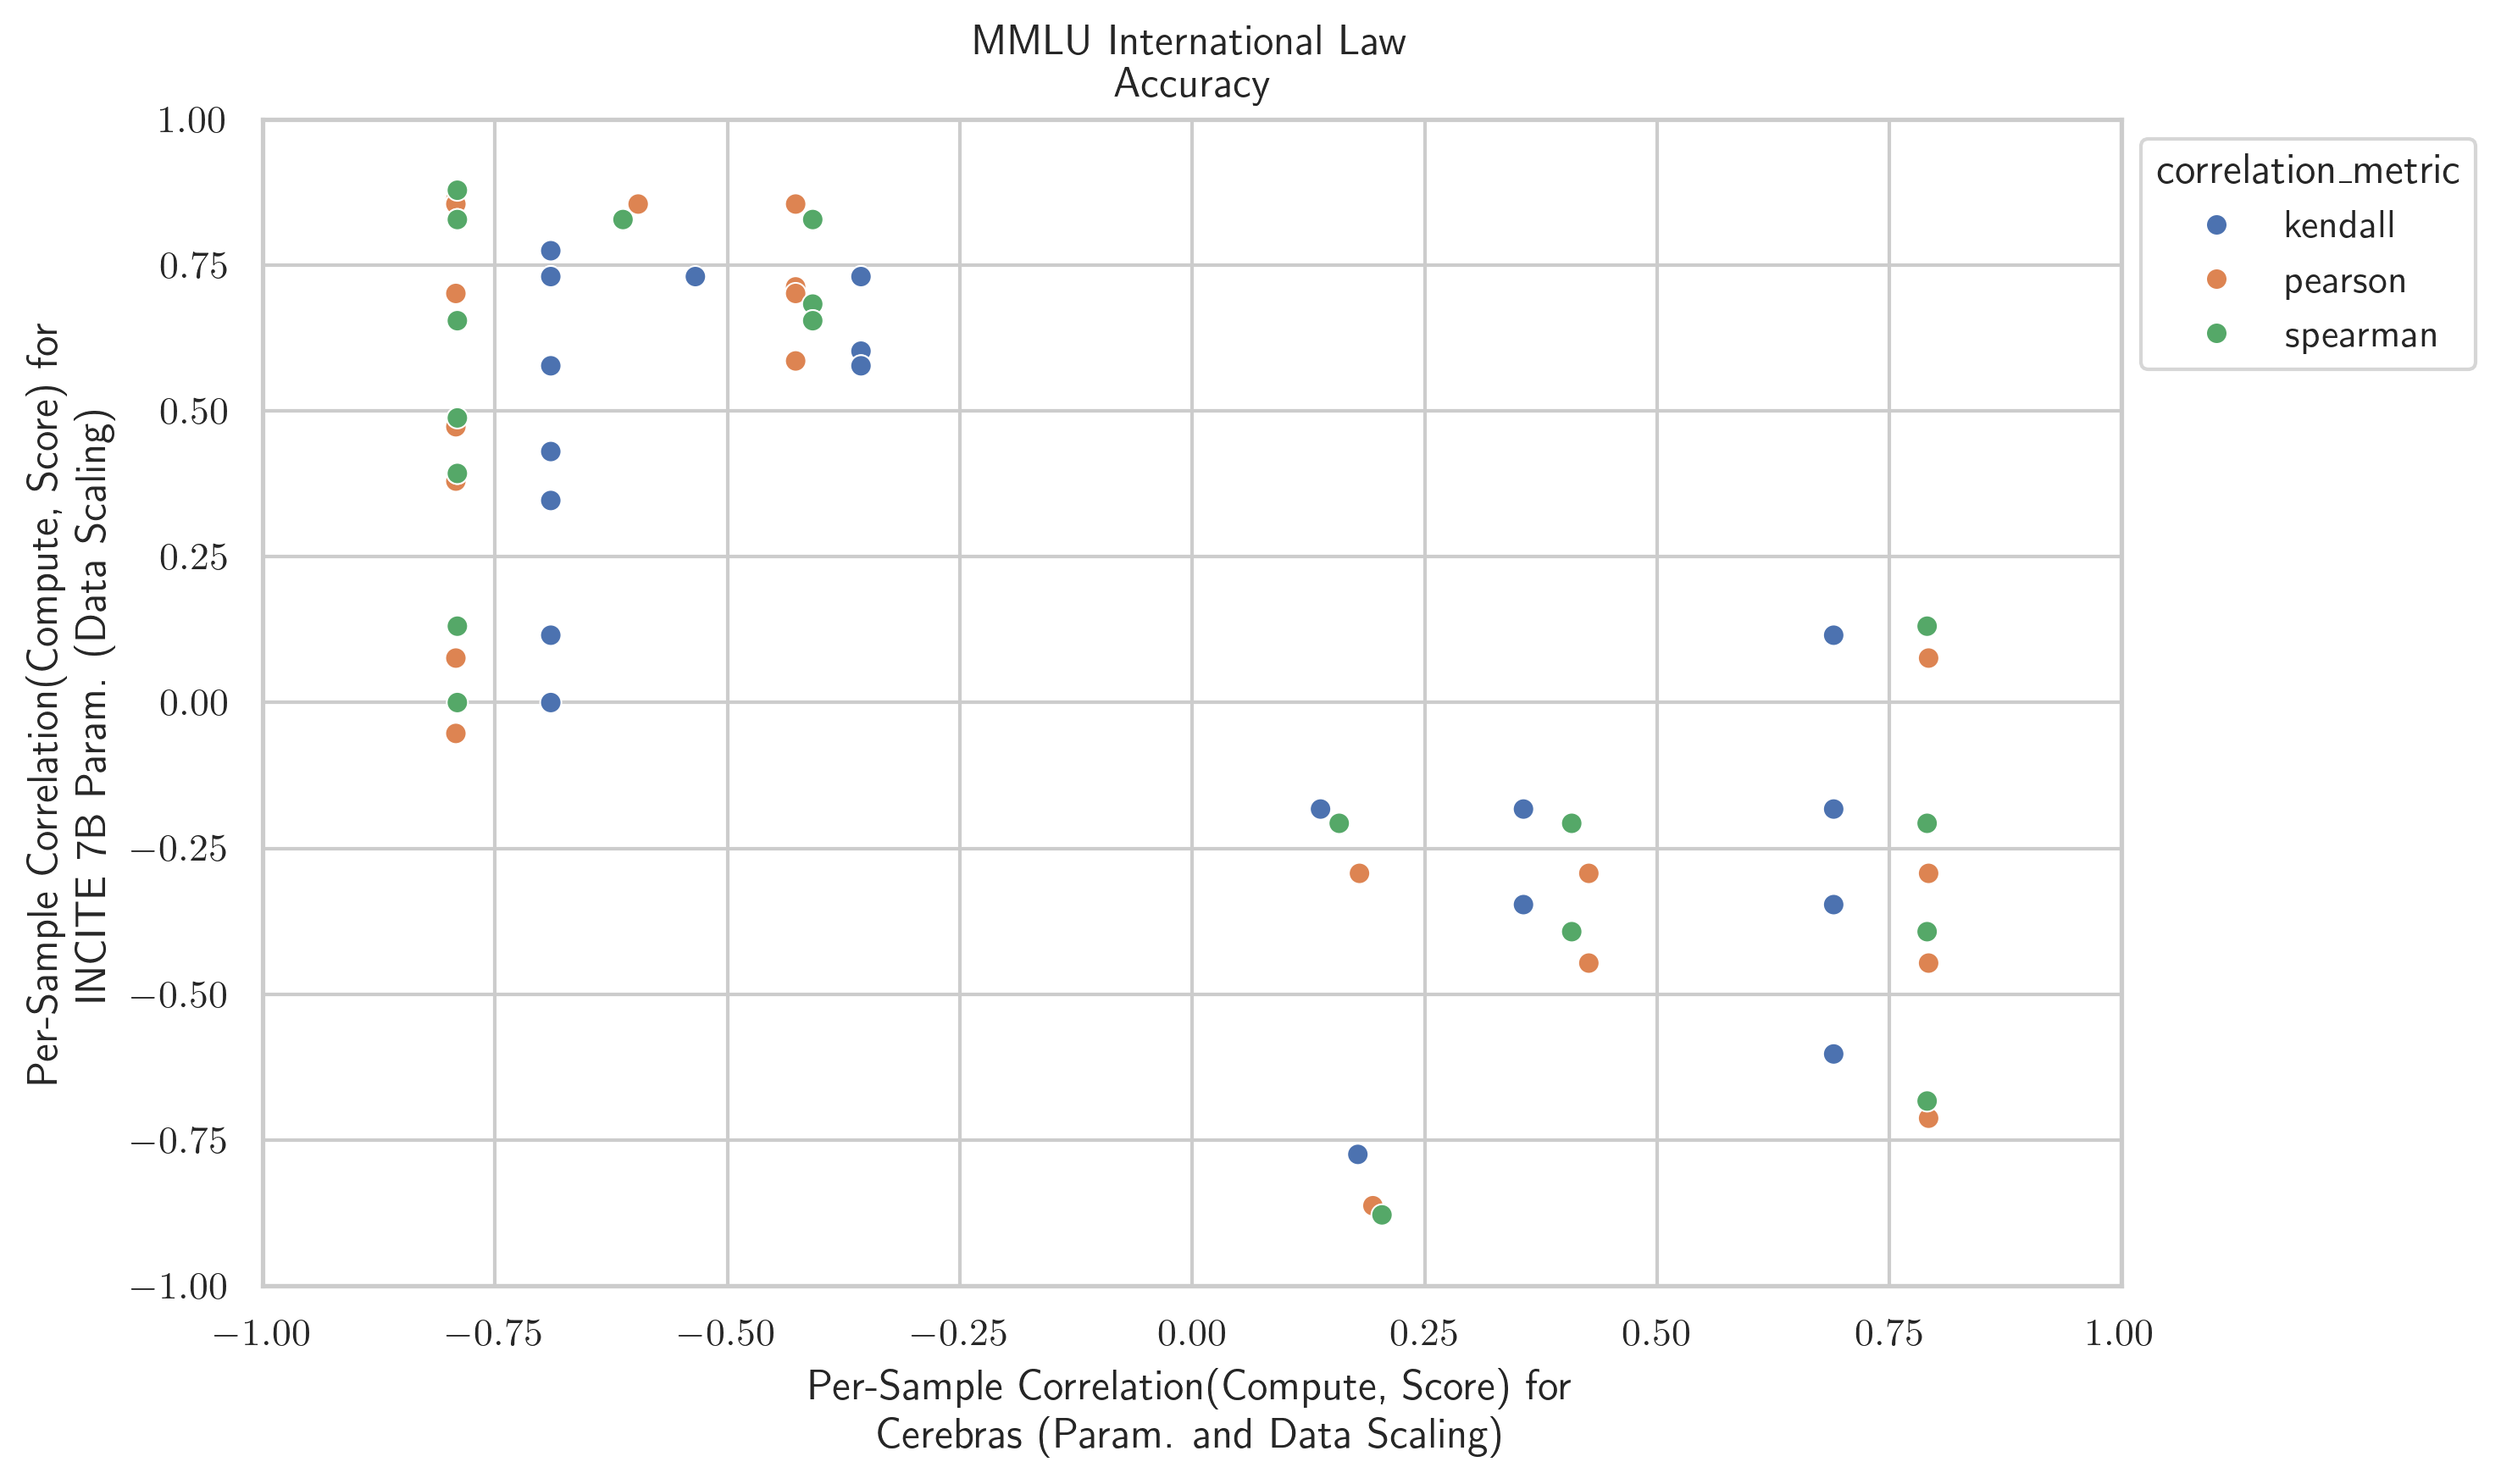 MMLU International Law
Accuracy
1.00
0.75
0.50
0.25
0.00
−0.25
−0.50
−0.75
−1.00
Per-Sample Correlation(Compute, Score) for
INCITE 7B Param. (Data Scaling)
−1.00 −0.75 −0.50 −0.25 0.00 0.25 0.50 0.75 1.00
Per-Sample Correlation(Compute, Score) for
Cerebras (Param. and Data Scaling)
correlation_metric
kendall
pearson
spearman